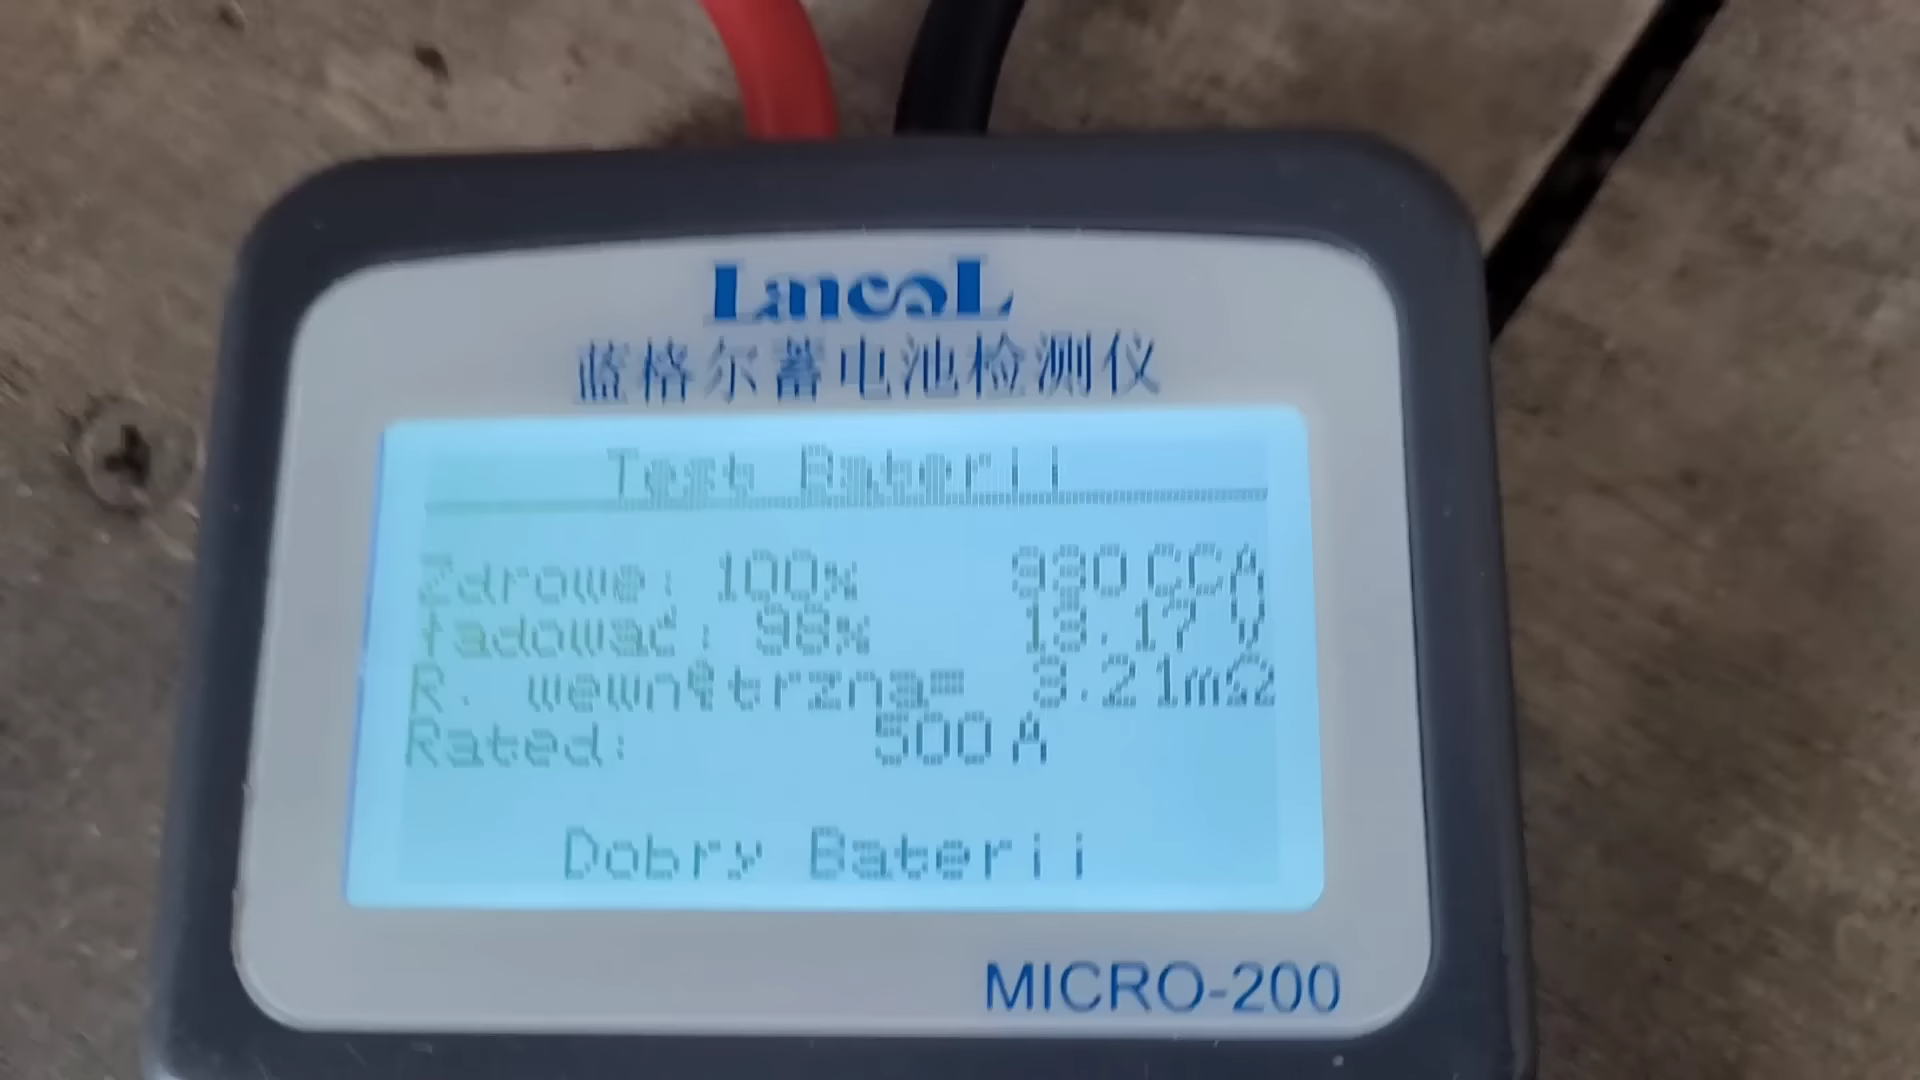 Lancol
蓝格尔蓄电池检测仪
Test Baterii
Zdrowe: 100% 930 CCA
ładować: 98% 13.17 V
R. wewnętrzna= 3.21mΩ
Rated: 500 A
Dobry Baterii
MICRO-200